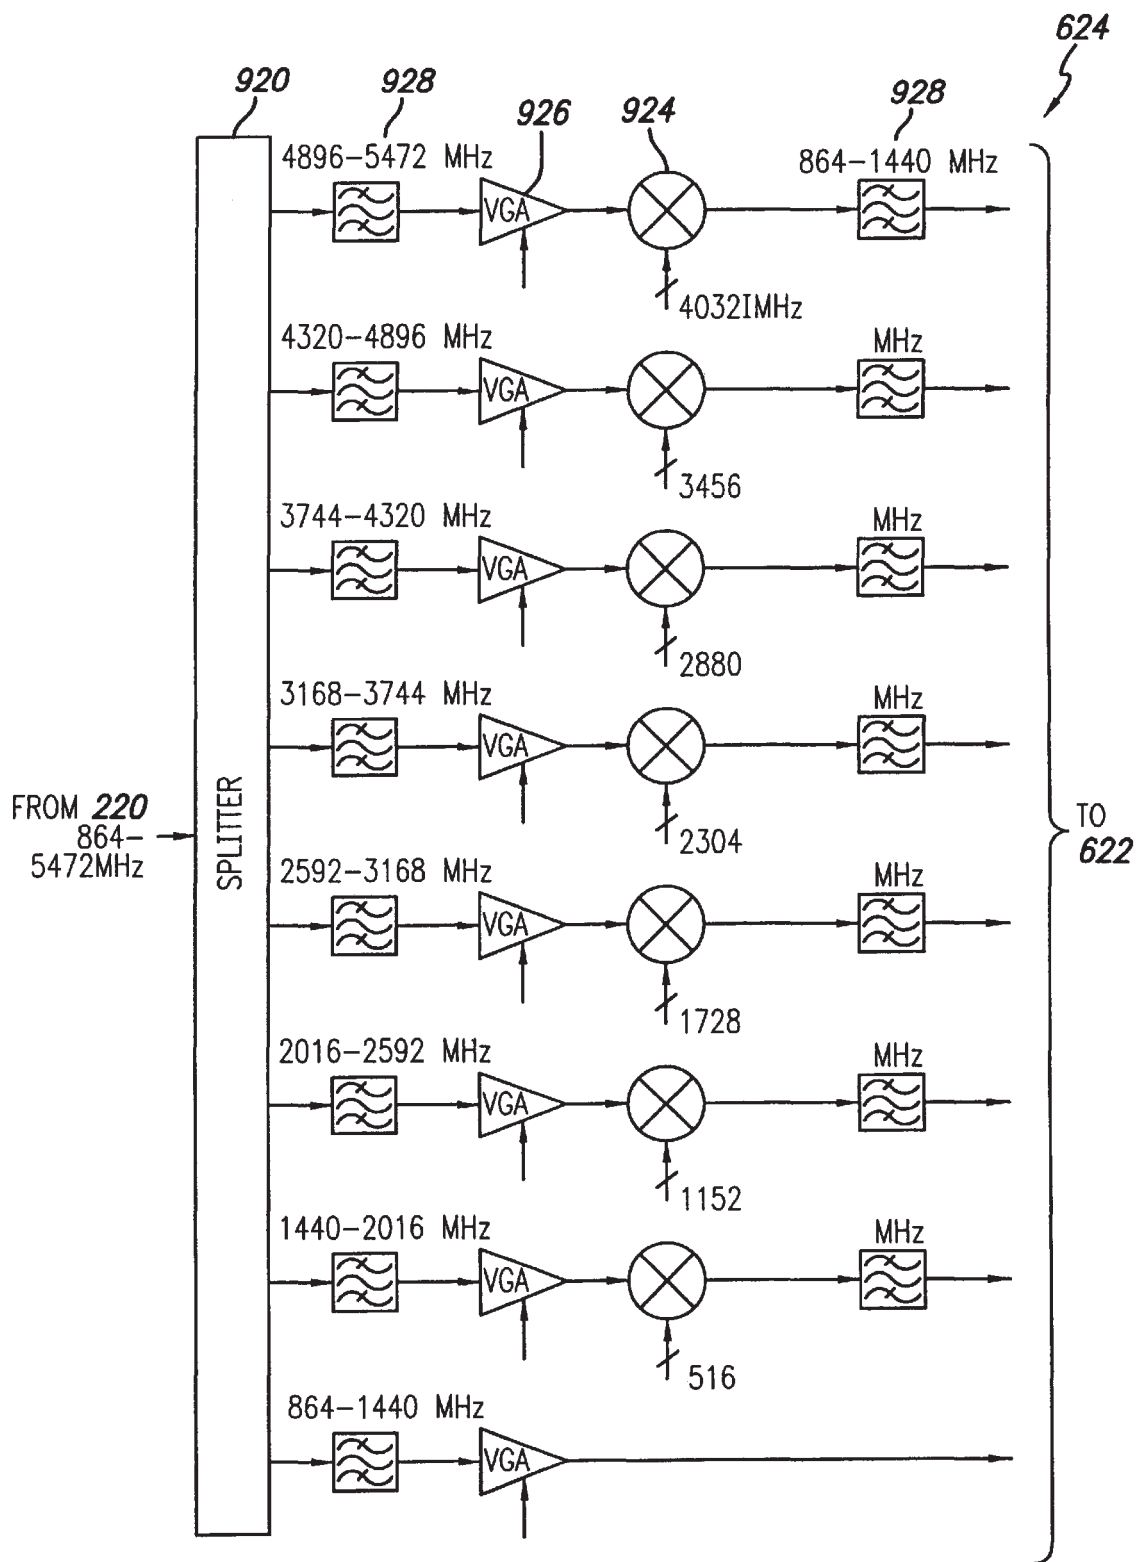 624
920
928
926
924
928
4896-5472 MHz
864-1440 MHz
VGA
4032IMHz
4320-4896 MHz
MHz
VGA
3456
3744-4320 MHz
MHz
VGA
2880
3168-3744 MHz
MHz
VGA
2304
FROM 220
864-
5472MHz
SPLITTER
TO
622
2592-3168 MHz
MHz
VGA
1728
2016-2592 MHz
MHz
VGA
1152
1440-2016 MHz
MHz
VGA
516
864-1440 MHz
VGA